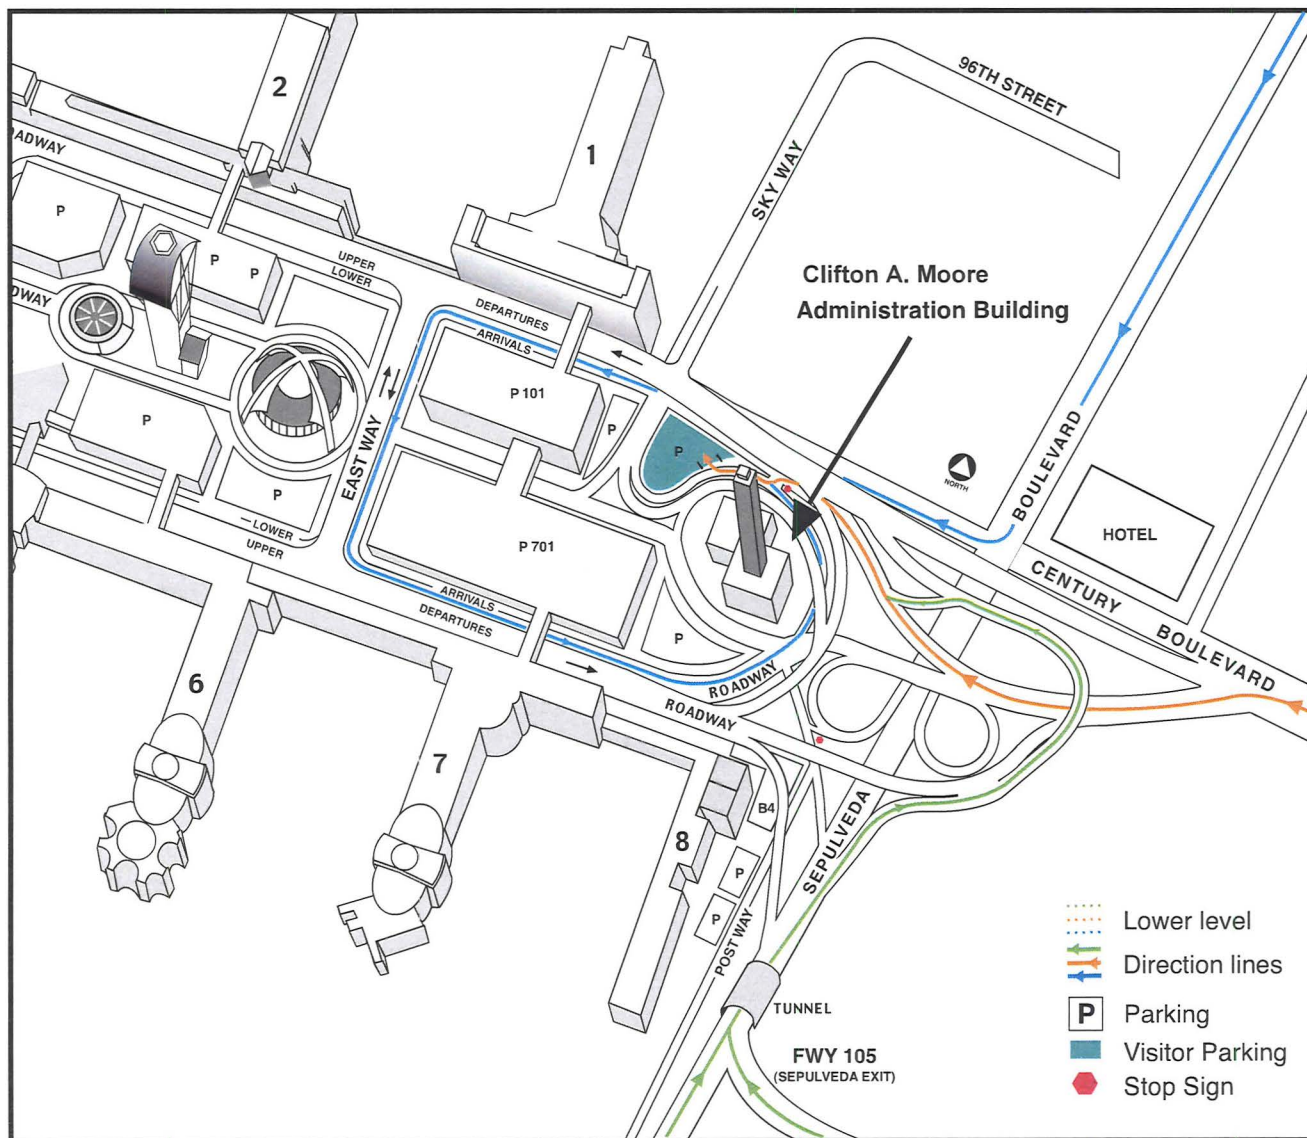 2
1
96TH STREET
SKY WAY
P
P
P
UPPER
LOWER
DEPARTURES
ARRIVALS
P 101
P
P
P
P
EAST WAY
LOWER
UPPER
P 701
ARRIVALS
DEPARTURES
P
ROADWAY
ROADWAY
Clifton A. Moore
Administration Building
NORTH
BOULEVARD
HOTEL
CENTURY
BOULEVARD
6
7
8
B4
P
P
POST WAY
SEPULVEDA
TUNNEL
FWY 105
(SEPULVEDA EXIT)
Lower level
Direction lines
P Parking
Visitor Parking
Stop Sign